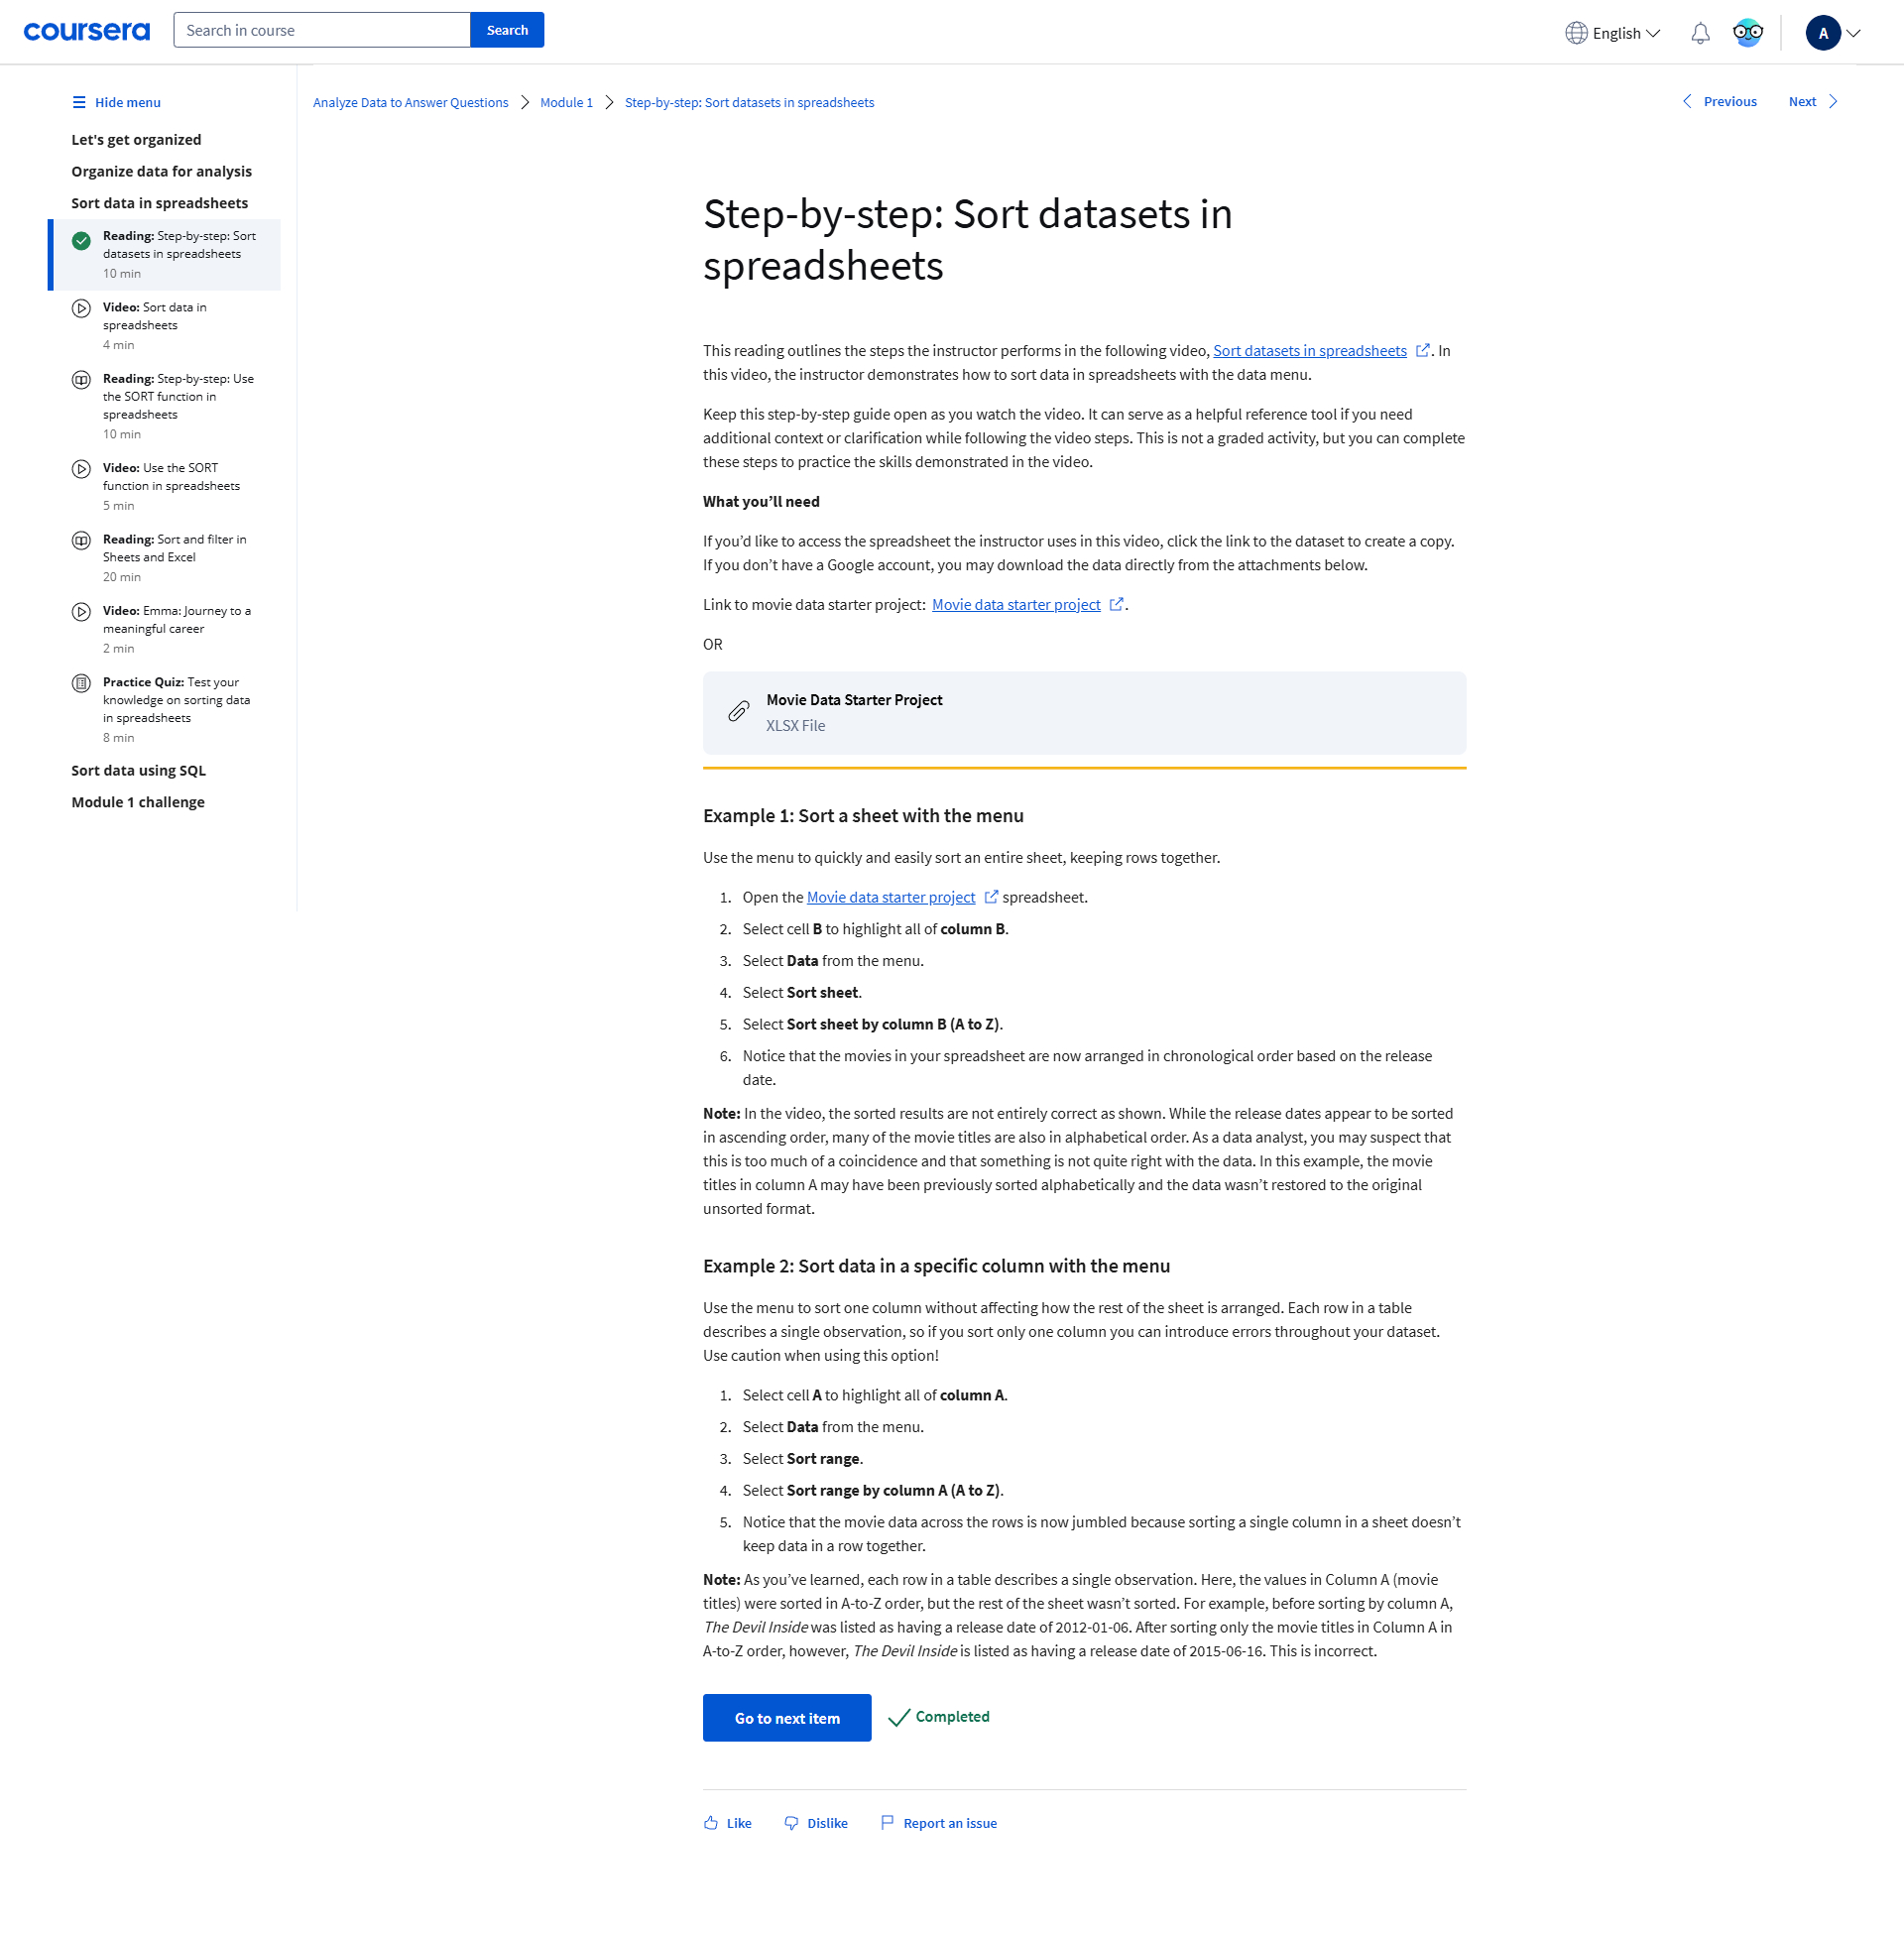 coursera
Search in course
Search
English
A
Hide menu
Let's get organized
Organize data for analysis
Sort data in spreadsheets
Reading: Step-by-step: Sort
datasets in spreadsheets
10 min
Video: Sort data in
spreadsheets
4 min
Reading: Step-by-step: Use
the SORT function in
spreadsheets
10 min
Video: Use the SORT
function in spreadsheets
5 min
Reading: Sort and filter in
Sheets and Excel
20 min
Video: Emma: Journey to a
meaningful career
2 min
Practice Quiz: Test your
knowledge on sorting data
in spreadsheets
8 min
Sort data using SQL
Module 1 challenge
Analyze Data to Answer Questions > Module 1 > Step-by-step: Sort datasets in spreadsheets
Previous
Next
Step-by-step: Sort datasets in
spreadsheets
This reading outlines the steps the instructor performs in the following video, Sort datasets in spreadsheets. In
this video, the instructor demonstrates how to sort data in spreadsheets with the data menu.
Keep this step-by-step guide open as you watch the video. It can serve as a helpful reference tool if you need
additional context or clarification while following the video steps. This is not a graded activity, but you can complete
these steps to practice the skills demonstrated in the video.
What you’ll need
If you’d like to access the spreadsheet the instructor uses in this video, click the link to the dataset to create a copy.
If you don’t have a Google account, you may download the data directly from the attachments below.
Link to movie data starter project: Movie data starter project.
OR
Movie Data Starter Project
XLSX File
Example 1: Sort a sheet with the menu
Use the menu to quickly and easily sort an entire sheet, keeping rows together.
1. Open the Movie data starter project spreadsheet.
2. Select cell B to highlight all of column B.
3. Select Data from the menu.
4. Select Sort sheet.
5. Select Sort sheet by column B (A to Z).
6. Notice that the movies in your spreadsheet are now arranged in chronological order based on the release
date.
Note: In the video, the sorted results are not entirely correct as shown. While the release dates appear to be sorted
in ascending order, many of the movie titles are also in alphabetical order. As a data analyst, you may suspect that
this is too much of a coincidence and that something is not quite right with the data. In this example, the movie
titles in column A may have been previously sorted alphabetically and the data wasn’t restored to the original
unsorted format.
Example 2: Sort data in a specific column with the menu
Use the menu to sort one column without affecting how the rest of the sheet is arranged. Each row in a table
describes a single observation, so if you sort only one column you can introduce errors throughout your dataset.
Use caution when using this option!
1. Select cell A to highlight all of column A.
2. Select Data from the menu.
3. Select Sort range.
4. Select Sort range by column A (A to Z).
5. Notice that the movie data across the rows is now jumbled because sorting a single column in a sheet doesn’t
keep data in a row together.
Note: As you’ve learned, each row in a table describes a single observation. Here, the values in Column A (movie
titles) were sorted in A-to-Z order, but the rest of the sheet wasn’t sorted. For example, before sorting by column A,
The Devil Inside was listed as having a release date of 2012-01-06. After sorting only the movie titles in Column A in
A-to-Z order, however, The Devil Inside is listed as having a release date of 2015-06-16. This is incorrect.
Go to next item
Completed
Like
Dislike
Report an issue